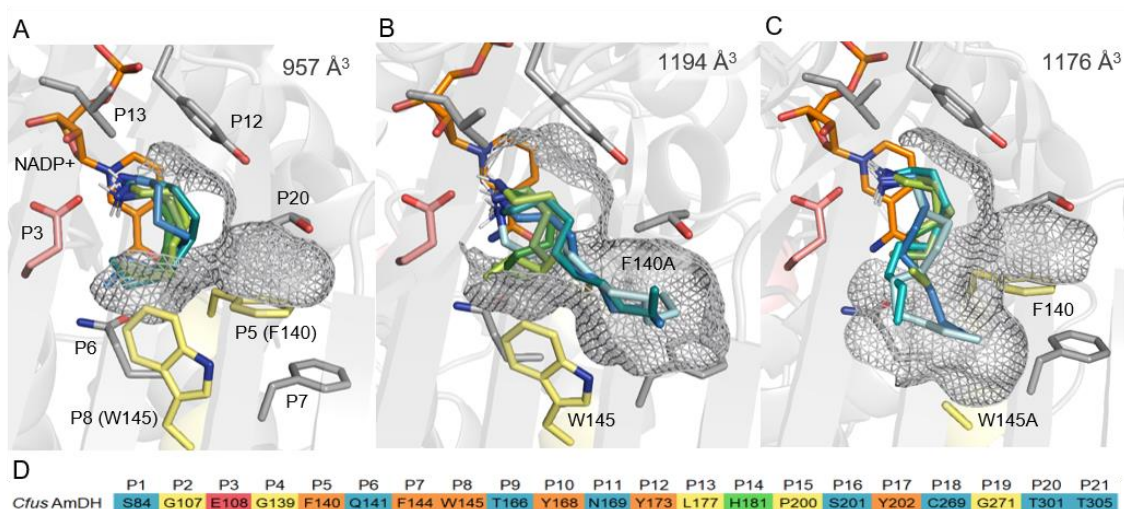 A
957 Å³
P13
P12
NADP+
P3
P20
P6
P5 (F140)
P8 (W145)
P7
B
1194 Å³
F140A
W145
C
1176 Å³
F140
W145A
D
P1 P2 P3 P4 P5 P6 P7 P8 P9 P10 P11 P12 P13 P14 P15 P16 P17 P18 P19 P20 P21
Cfus AmDH S84 G107 E108 G139 F140 Q141 F144 W145 T166 Y168 N169 Y173 L177 H181 P200 S201 Y202 C269 G271 T301 T305